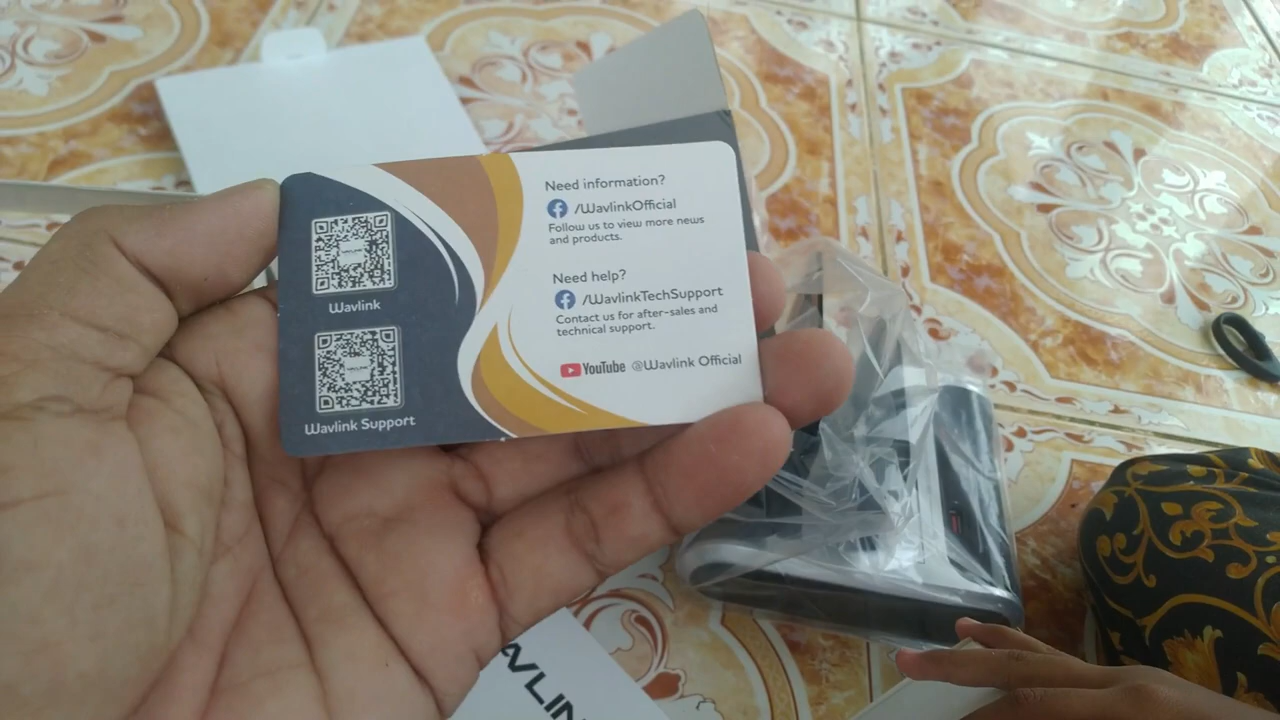 Wavlink
Wavlink Support
Need information?
/WavlinkOfficial
Follow us to view more news
and products.
Need help?
/WavlinkTechSupport
Contact us for after-sales and
technical support.
YouTube @Wavlink Official